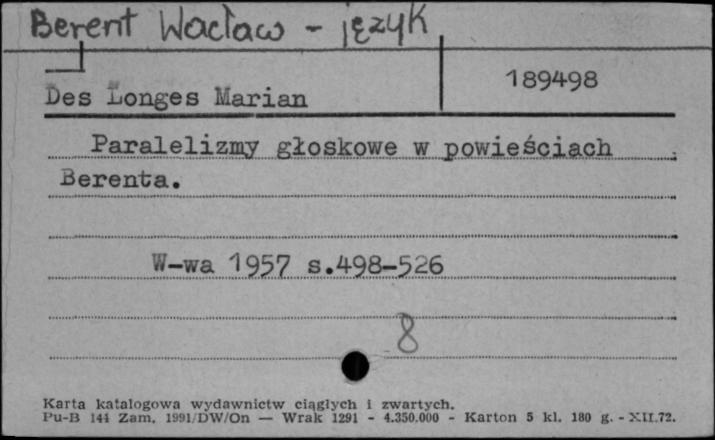 Berent Wacław - język
189498
Des Longes Marian
Paralelizmy głoskowe w powieściach
Berenta.
W-wa 1957 s.498-526
8
Karta katalogowa wydawnictw ciągłych i zwartych.
Pu-B 144 Zam. 1991/DW/On — Wrak 1291 - 4.350.000 - Karton 5 kl. 180 g. - XII.72.